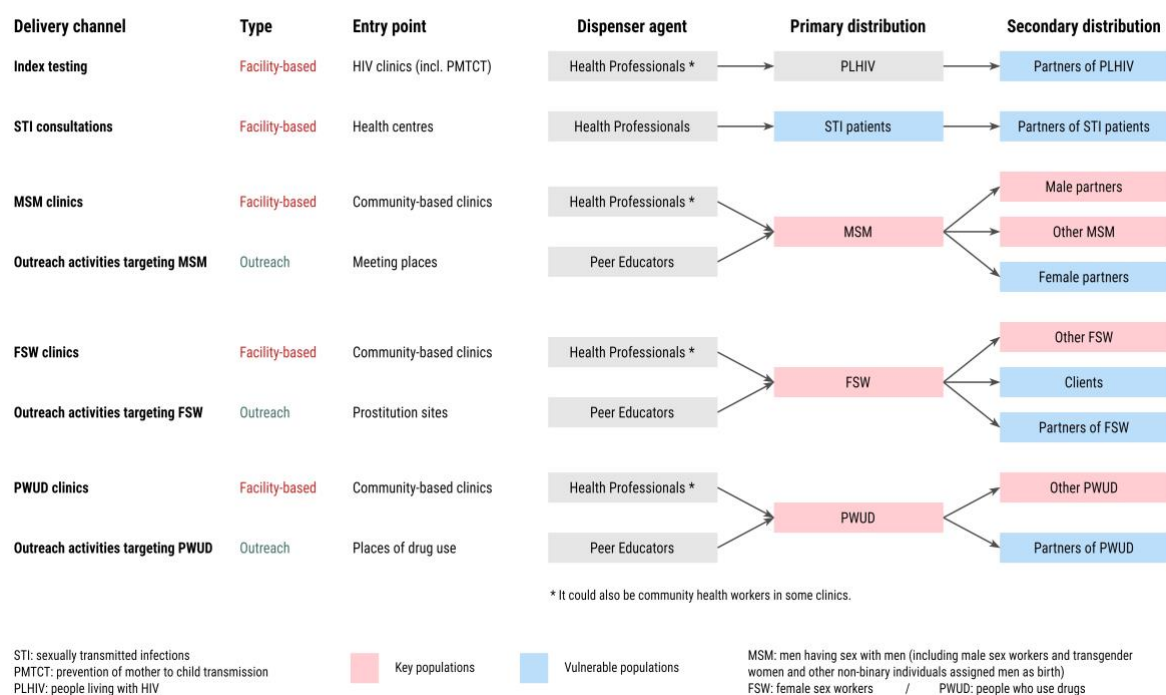 Delivery channel Type Entry point Dispenser agent Primary distribution Secondary distribution
Index testing Facility-based HIV clinics (incl. PMTCT) Health Professionals * PLHIV Partners of PLHIV
STI consultations Facility-based Health centres Health Professionals STI patients Partners of STI patients
Male partners
MSM clinics Facility-based Community-based clinics Health Professionals *
MSM Other MSM
Outreach activities targeting MSM Outreach Meeting places Peer Educators
Female partners
Other FSW
FSW clinics Facility-based Community-based clinics Health Professionals *
FSW Clients
Outreach activities targeting FSW Outreach Prostitution sites Peer Educators
Partners of FSW
PWUD clinics Facility-based Community-based clinics Health Professionals * Other PWUD
PWUD
Outreach activities targeting PWUD Outreach Places of drug use Peer Educators Partners of PWUD
* It could also be community health workers in some clinics.
STI: sexually transmitted infections
PMTCT: prevention of mother to child transmission
PLHIV: people living with HIV
Key populations
Vulnerable populations
MSM: men having sex with men (including male sex workers and transgender
women and other non-binary individuals assigned men as birth)
FSW: female sex workers / PWUD: people who use drugs